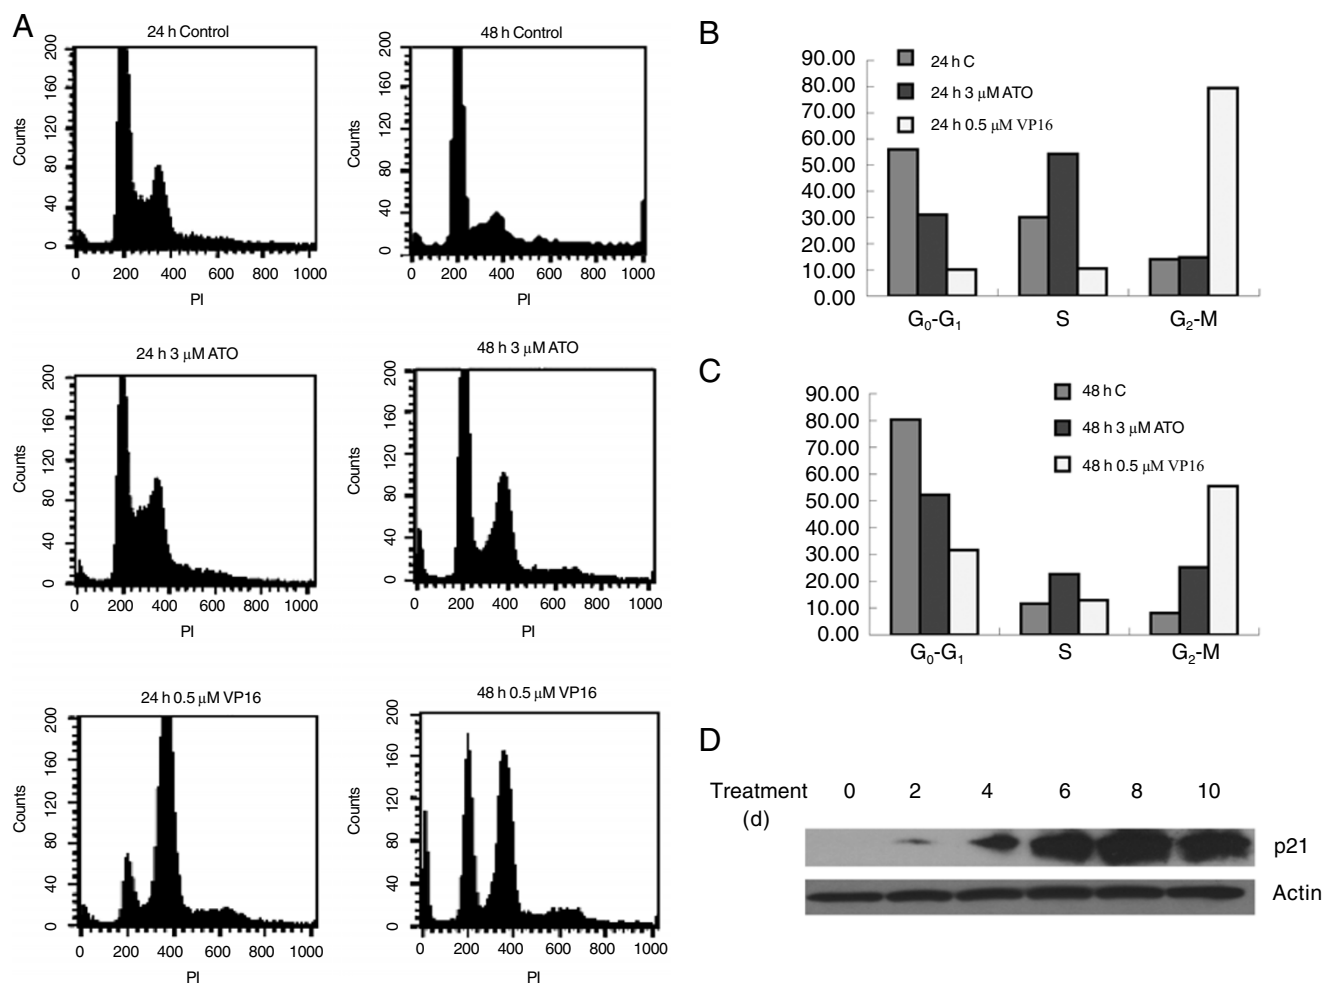 A
24 h Control
200
160
120
80
40
0
Counts
0 200 400 600 800 1000
PI
48 h Control
200
160
120
80
40
0
Counts
0 200 400 600 800 1000
PI
24 h 3 μM ATO
200
160
120
80
40
0
Counts
0 200 400 600 800 1000
PI
48 h 3 μM ATO
200
160
120
80
40
0
Counts
0 200 400 600 800 1000
PI
24 h 0.5 μM VP16
200
160
120
80
40
0
Counts
0 200 400 600 800 1000
PI
48 h 0.5 μM VP16
200
160
120
80
40
0
Counts
0 200 400 600 800 1000
PI
B
90.00
80.00
70.00
60.00
50.00
40.00
30.00
20.00
10.00
0.00
24 h C
24 h 3 μM ATO
24 h 0.5 μM VP16
G₀-G₁ S G₂-M
C
90.00
80.00
70.00
60.00
50.00
40.00
30.00
20.00
10.00
0.00
48 h C
48 h 3 μM ATO
48 h 0.5 μM VP16
G₀-G₁ S G₂-M
D
Treatment 0 2 4 6 8 10
(d)
p21
Actin